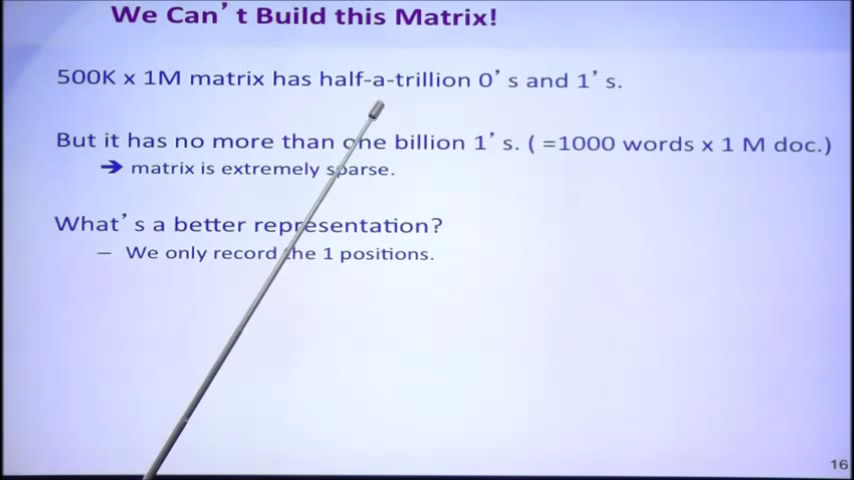 We Can't Build this Matrix!
500K x 1M matrix has half-a-trillion 0's and 1's.
But it has no more than one billion 1's. ( =1000 words x 1 M doc.)
➔ matrix is extremely sparse.
What's a better representation?
– We only record the 1 positions.
16